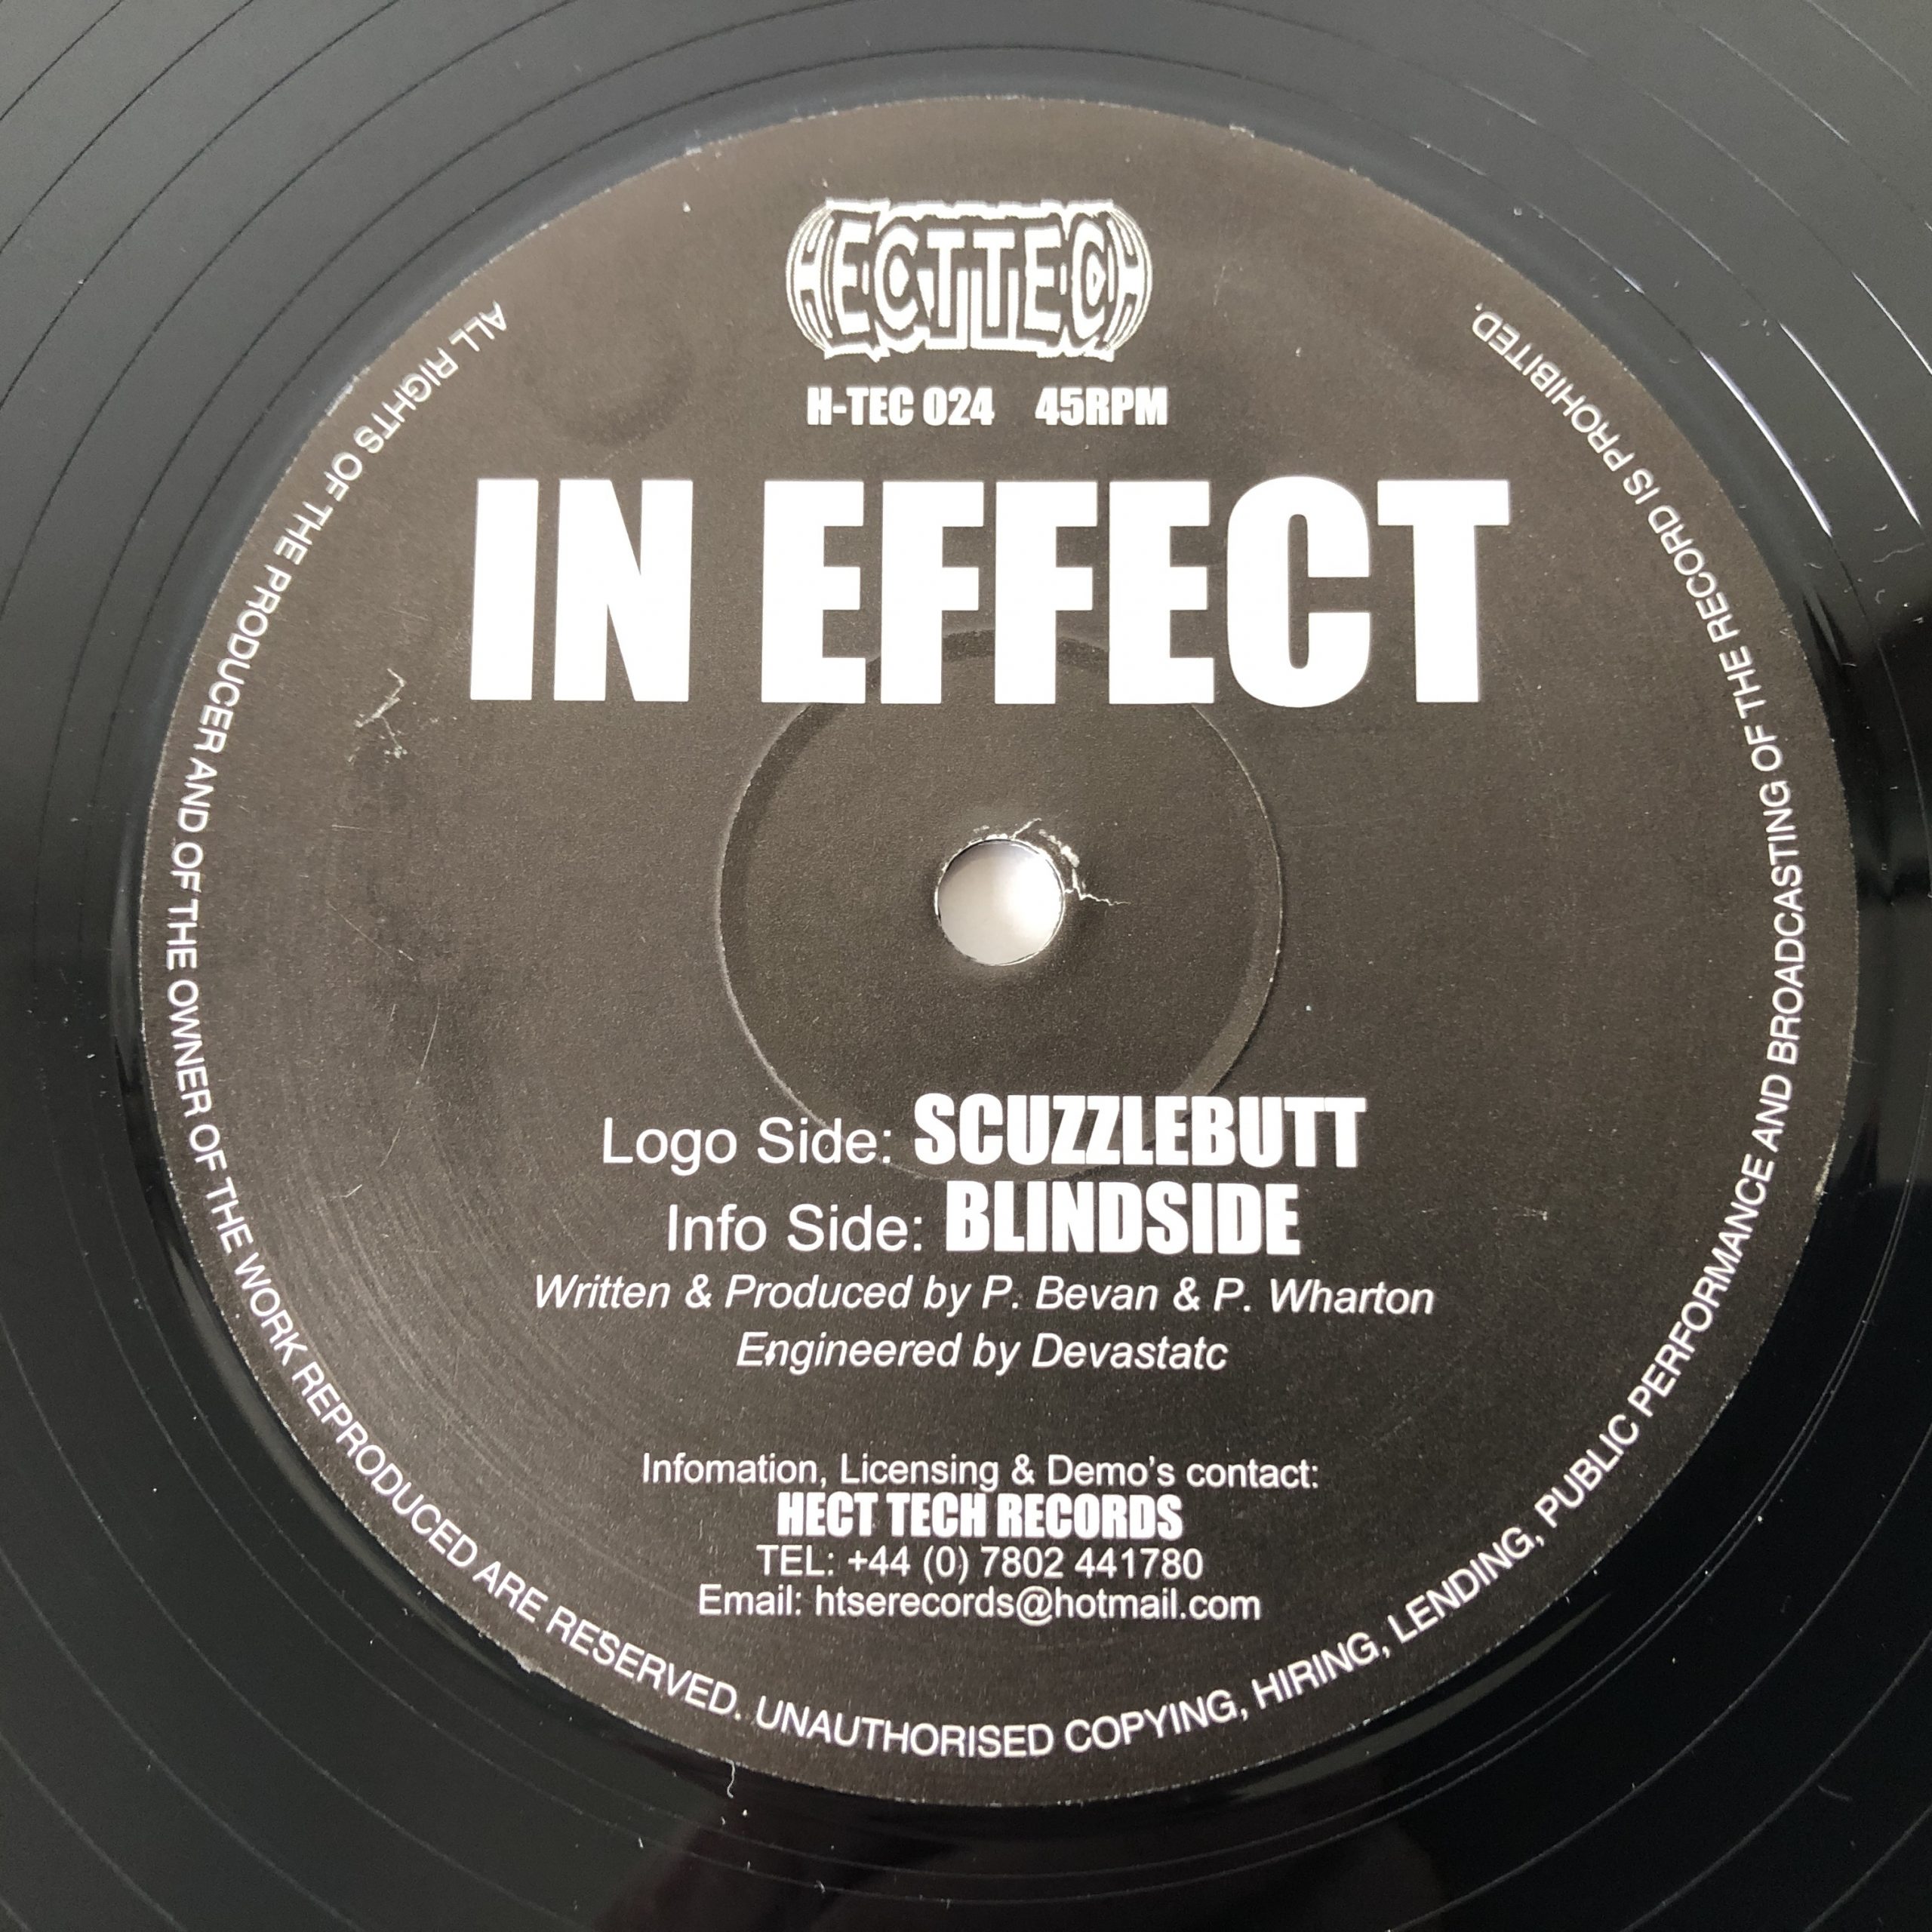 HECTTECH
H-TEC 024 45RPM
IN EFFECT
Logo Side: SCUZZLEBUTT
Info Side: BLINDSIDE
Written & Produced by P. Bevan & P. Wharton
Engineered by Devastatc
Infomation, Licensing & Demo's contact:
HECT TECH RECORDS
TEL: +44 (0) 7802 441780
Email: htserecords@hotmail.com
ALL RIGHTS OF THE PRODUCER AND OF THE OWNER OF THE WORK REPRODUCED ARE RESERVED. UNAUTHORISED COPYING, HIRING, LENDING, PUBLIC PERFORMANCE AND BROADCASTING OF THE RECORD IS PROHIBITED.